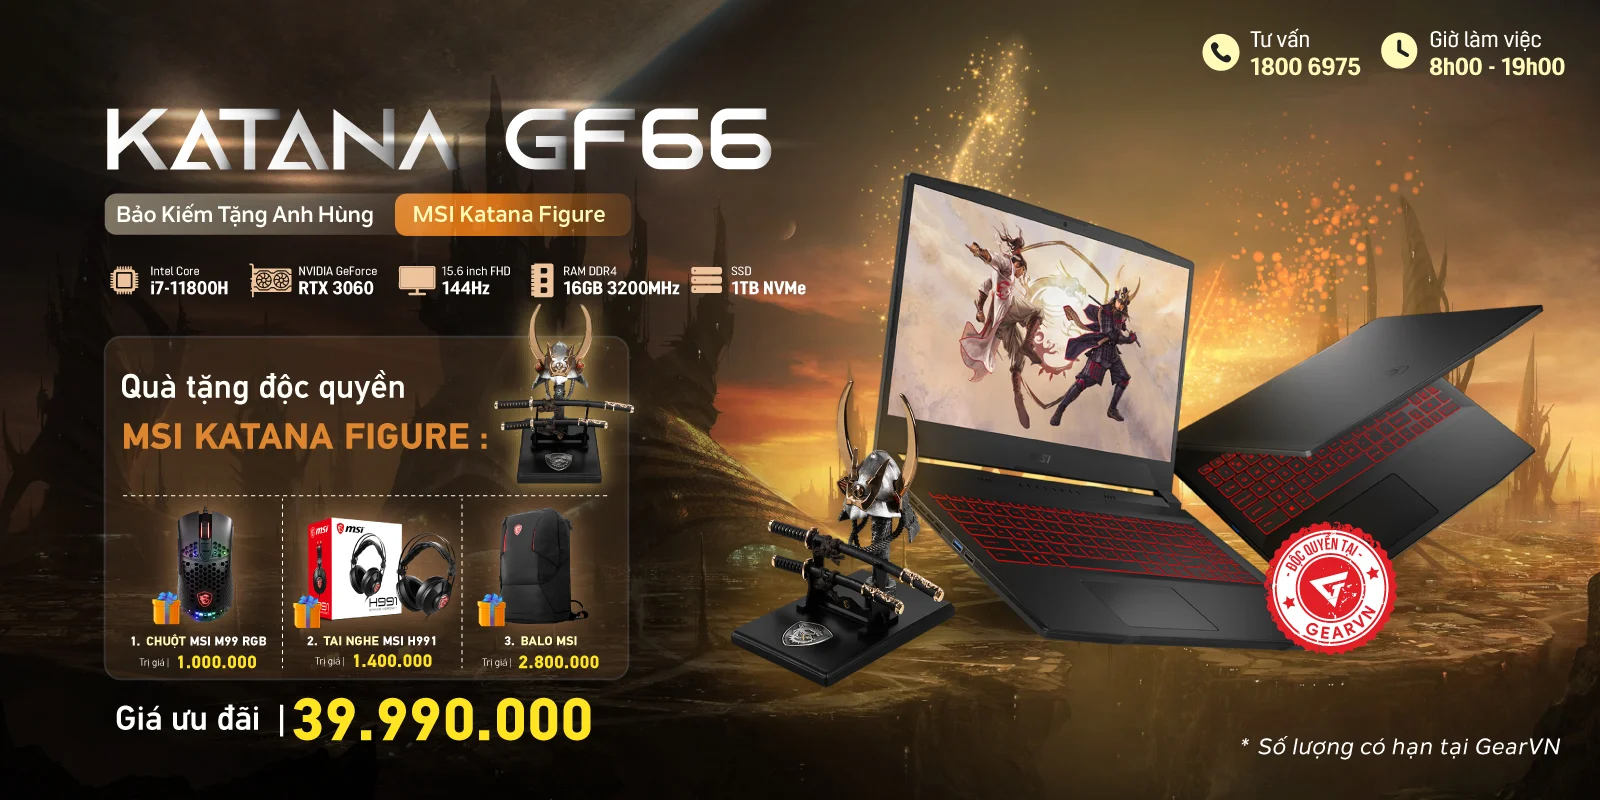 Tư vấn
1800 6975
Giờ làm việc
8h00 - 19h00
KATANA GF66
Bảo Kiếm Tặng Anh Hùng
MSI Katana Figure
Intel Core
i7-11800H
NVIDIA GeForce
RTX 3060
15.6 inch FHD
144Hz
RAM DDR4
16GB 3200MHz
SSD
1TB NVMe
Quà tặng độc quyền
MSI KATANA FIGURE :
msi
msi
H991
1. CHUỘT MSI M99 RGB
Trị giá | 1.000.000
2. TAI NGHE MSI H991
Trị giá | 1.400.000
3. BALO MSI
Trị giá | 2.800.000
Giá ưu đãi | 39.990.000
msi
- ĐỘC QUYỀN TẠI -
GEARVN
* Số lượng có hạn tại GearVN